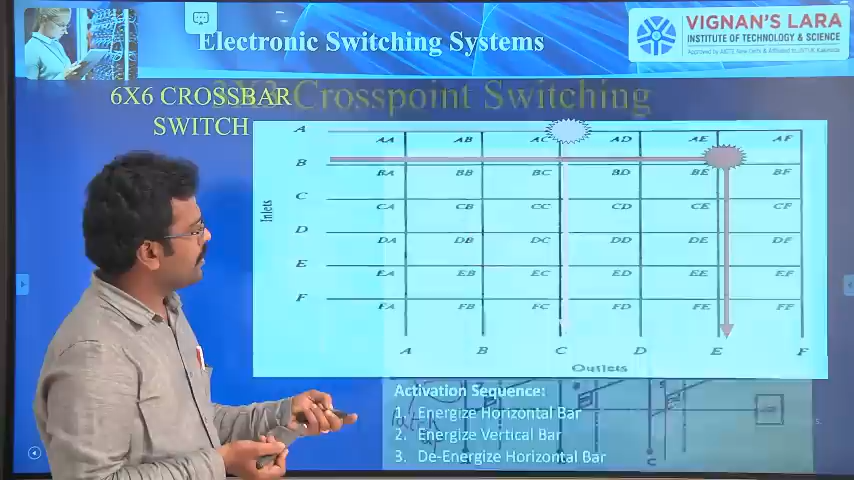 Electronic Switching Systems
VIGNAN'S LARA
INSTITUTE OF TECHNOLOGY & SCIENCE
6X6 CROSSBAR
SWITCH
3X3 Crosspoint Switching
A AA AB AC AD AE AF
B BA BB BC BD BE BF
C CA CB CC CD CE CF
D DA DB DC DD DE DF
E EA EB EC ED EE EF
F FA FB FC FD FE FF
Inlets
A B C D E F
Outlets
Activation Sequence:
1. Energize Horizontal Bar
2. Energize Vertical Bar
3. De-Energize Horizontal Bar
C